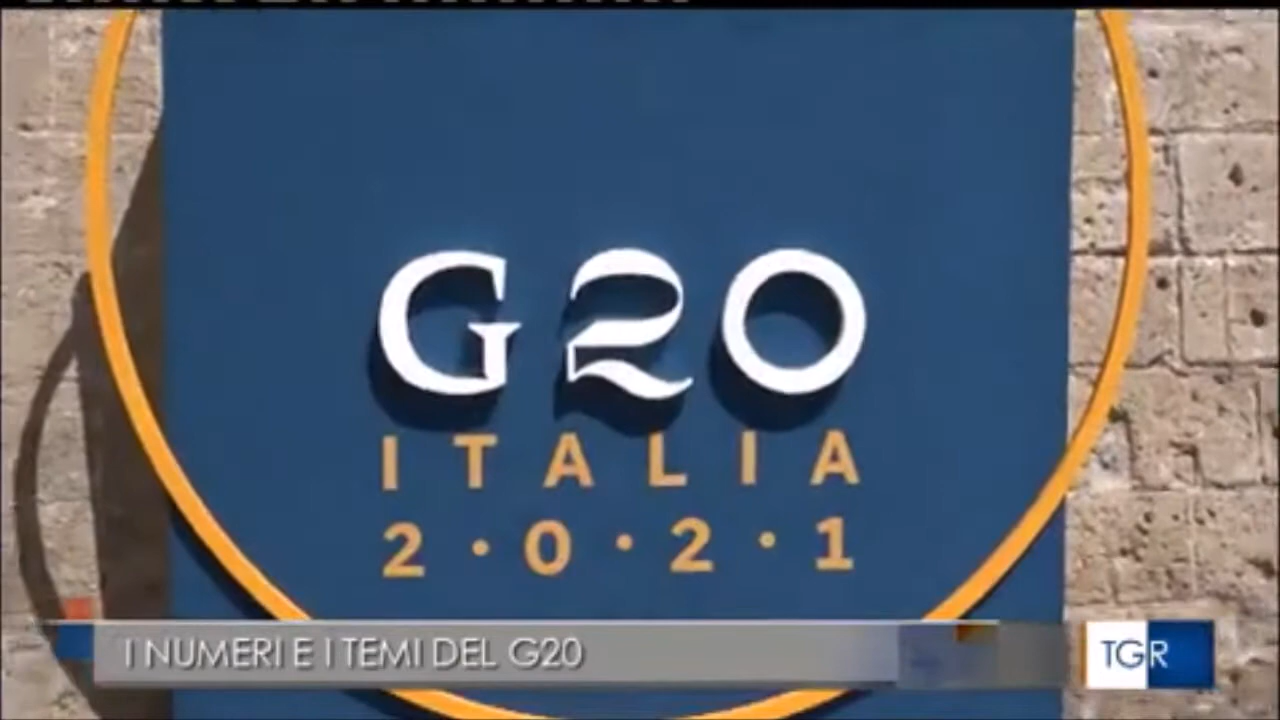 G20
ITALIA
2·0·2·1
I NUMERI E I TEMI DEL G20
TGR